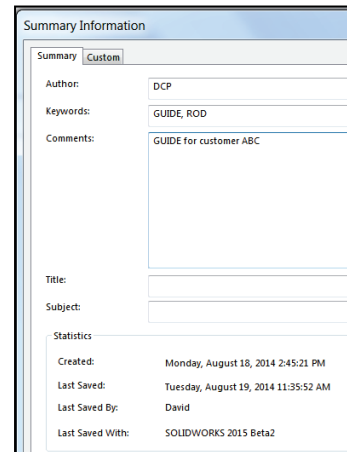 Summary Information
Summary Custom
Author: DCP
Keywords: GUIDE, ROD
Comments: GUIDE for customer ABC
Title:
Subject:
Statistics
Created: Monday, August 18, 2014 2:45:21 PM
Last Saved: Tuesday, August 19, 2014 11:35:52 AM
Last Saved By: David
Last Saved With: SOLIDWORKS 2015 Beta2